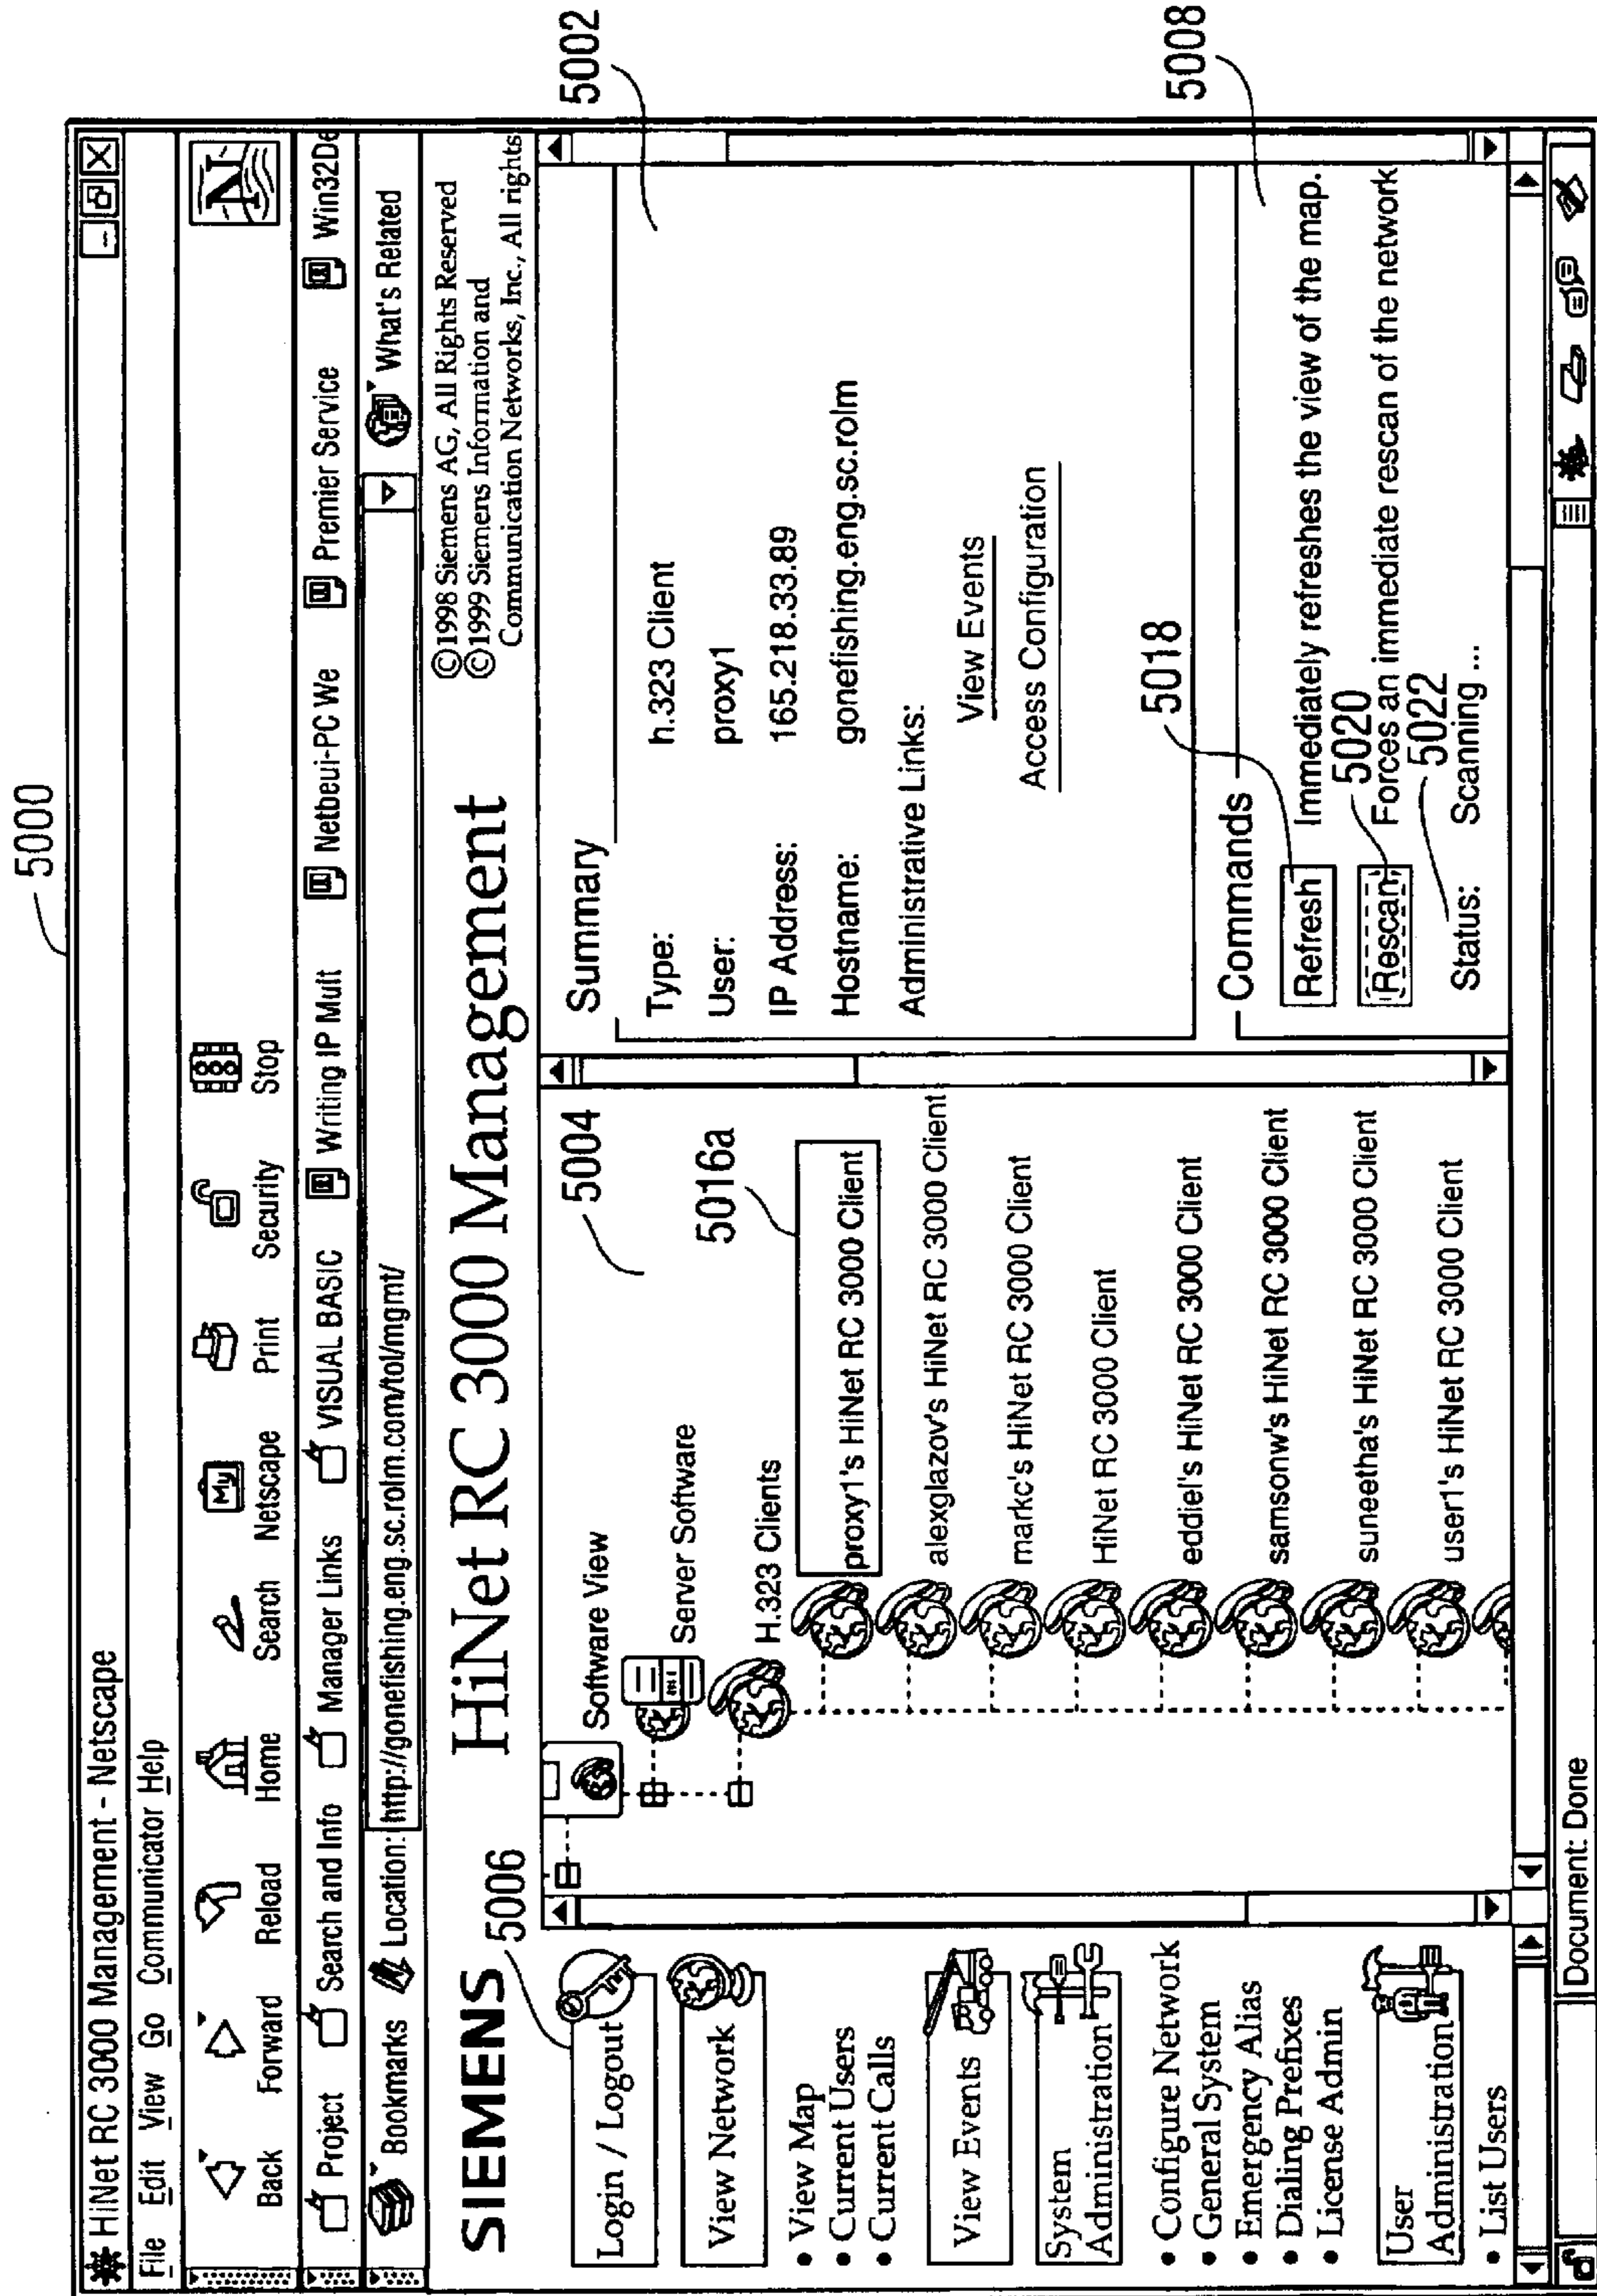 5000
HiNet RC 3000 Management - Netscape
File Edit View Go Communicator Help
Back Forward Reload Home Search Netscape Print Security Stop
N
My
Project Search and Info Manager Links VISUAL BASIC Writing IP Mult Netbeui-PC We Premier Service Win32De
Bookmarks Location: http://gonefishing.eng.sc.rolm.com/tol/mgmt/ What's Related
SIEMENS HiNet RC 3000 Management
©1998 Siemens AG, All Rights Reserved
©1999 Siemens Information and
Communication Networks, Inc., All rights
5006
Login / Logout
View Network
• View Map
• Current Users
• Current Calls
View Events
System
Administration
• Configure Network
• General System
• Emergency Alias
• Dialing Prefixes
• License Admin
User
Administration
• List Users
5004
Software View
Server Software
H.323 Clients
5016a
proxy1's HiNet RC 3000 Client
alexglazov's HiNet RC 3000 Client
markc's HiNet RC 3000 Client
HiNet RC 3000 Client
eddiel's HiNet RC 3000 Client
samsonw's HiNet RC 3000 Client
suneetha's HiNet RC 3000 Client
user1's HiNet RC 3000 Client
5002
Summary
Type: h.323 Client
User: proxy1
IP Address: 165.218.33.89
Hostname: gonefishing.eng.sc.rolm
Administrative Links:
View Events
Access Configuration
5018
5008
Commands
Refresh Immediately refreshes the view of the map.
5020
Rescan Forces an immediate rescan of the network
5022
Status: Scanning ...
Document: Done